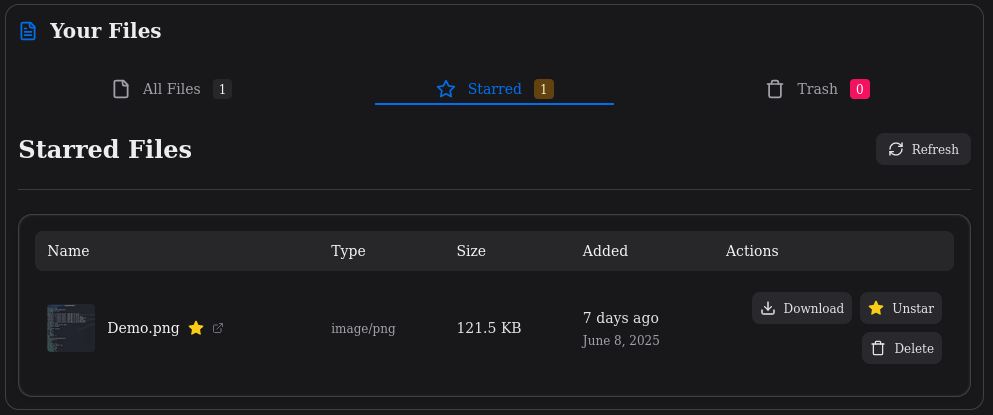 Your Files
All Files 1 Starred 1 Trash 0
Starred Files Refresh
Name Type Size Added Actions
Demo.png image/png 121.5 KB 7 days ago Download Unstar
June 8, 2025 Delete